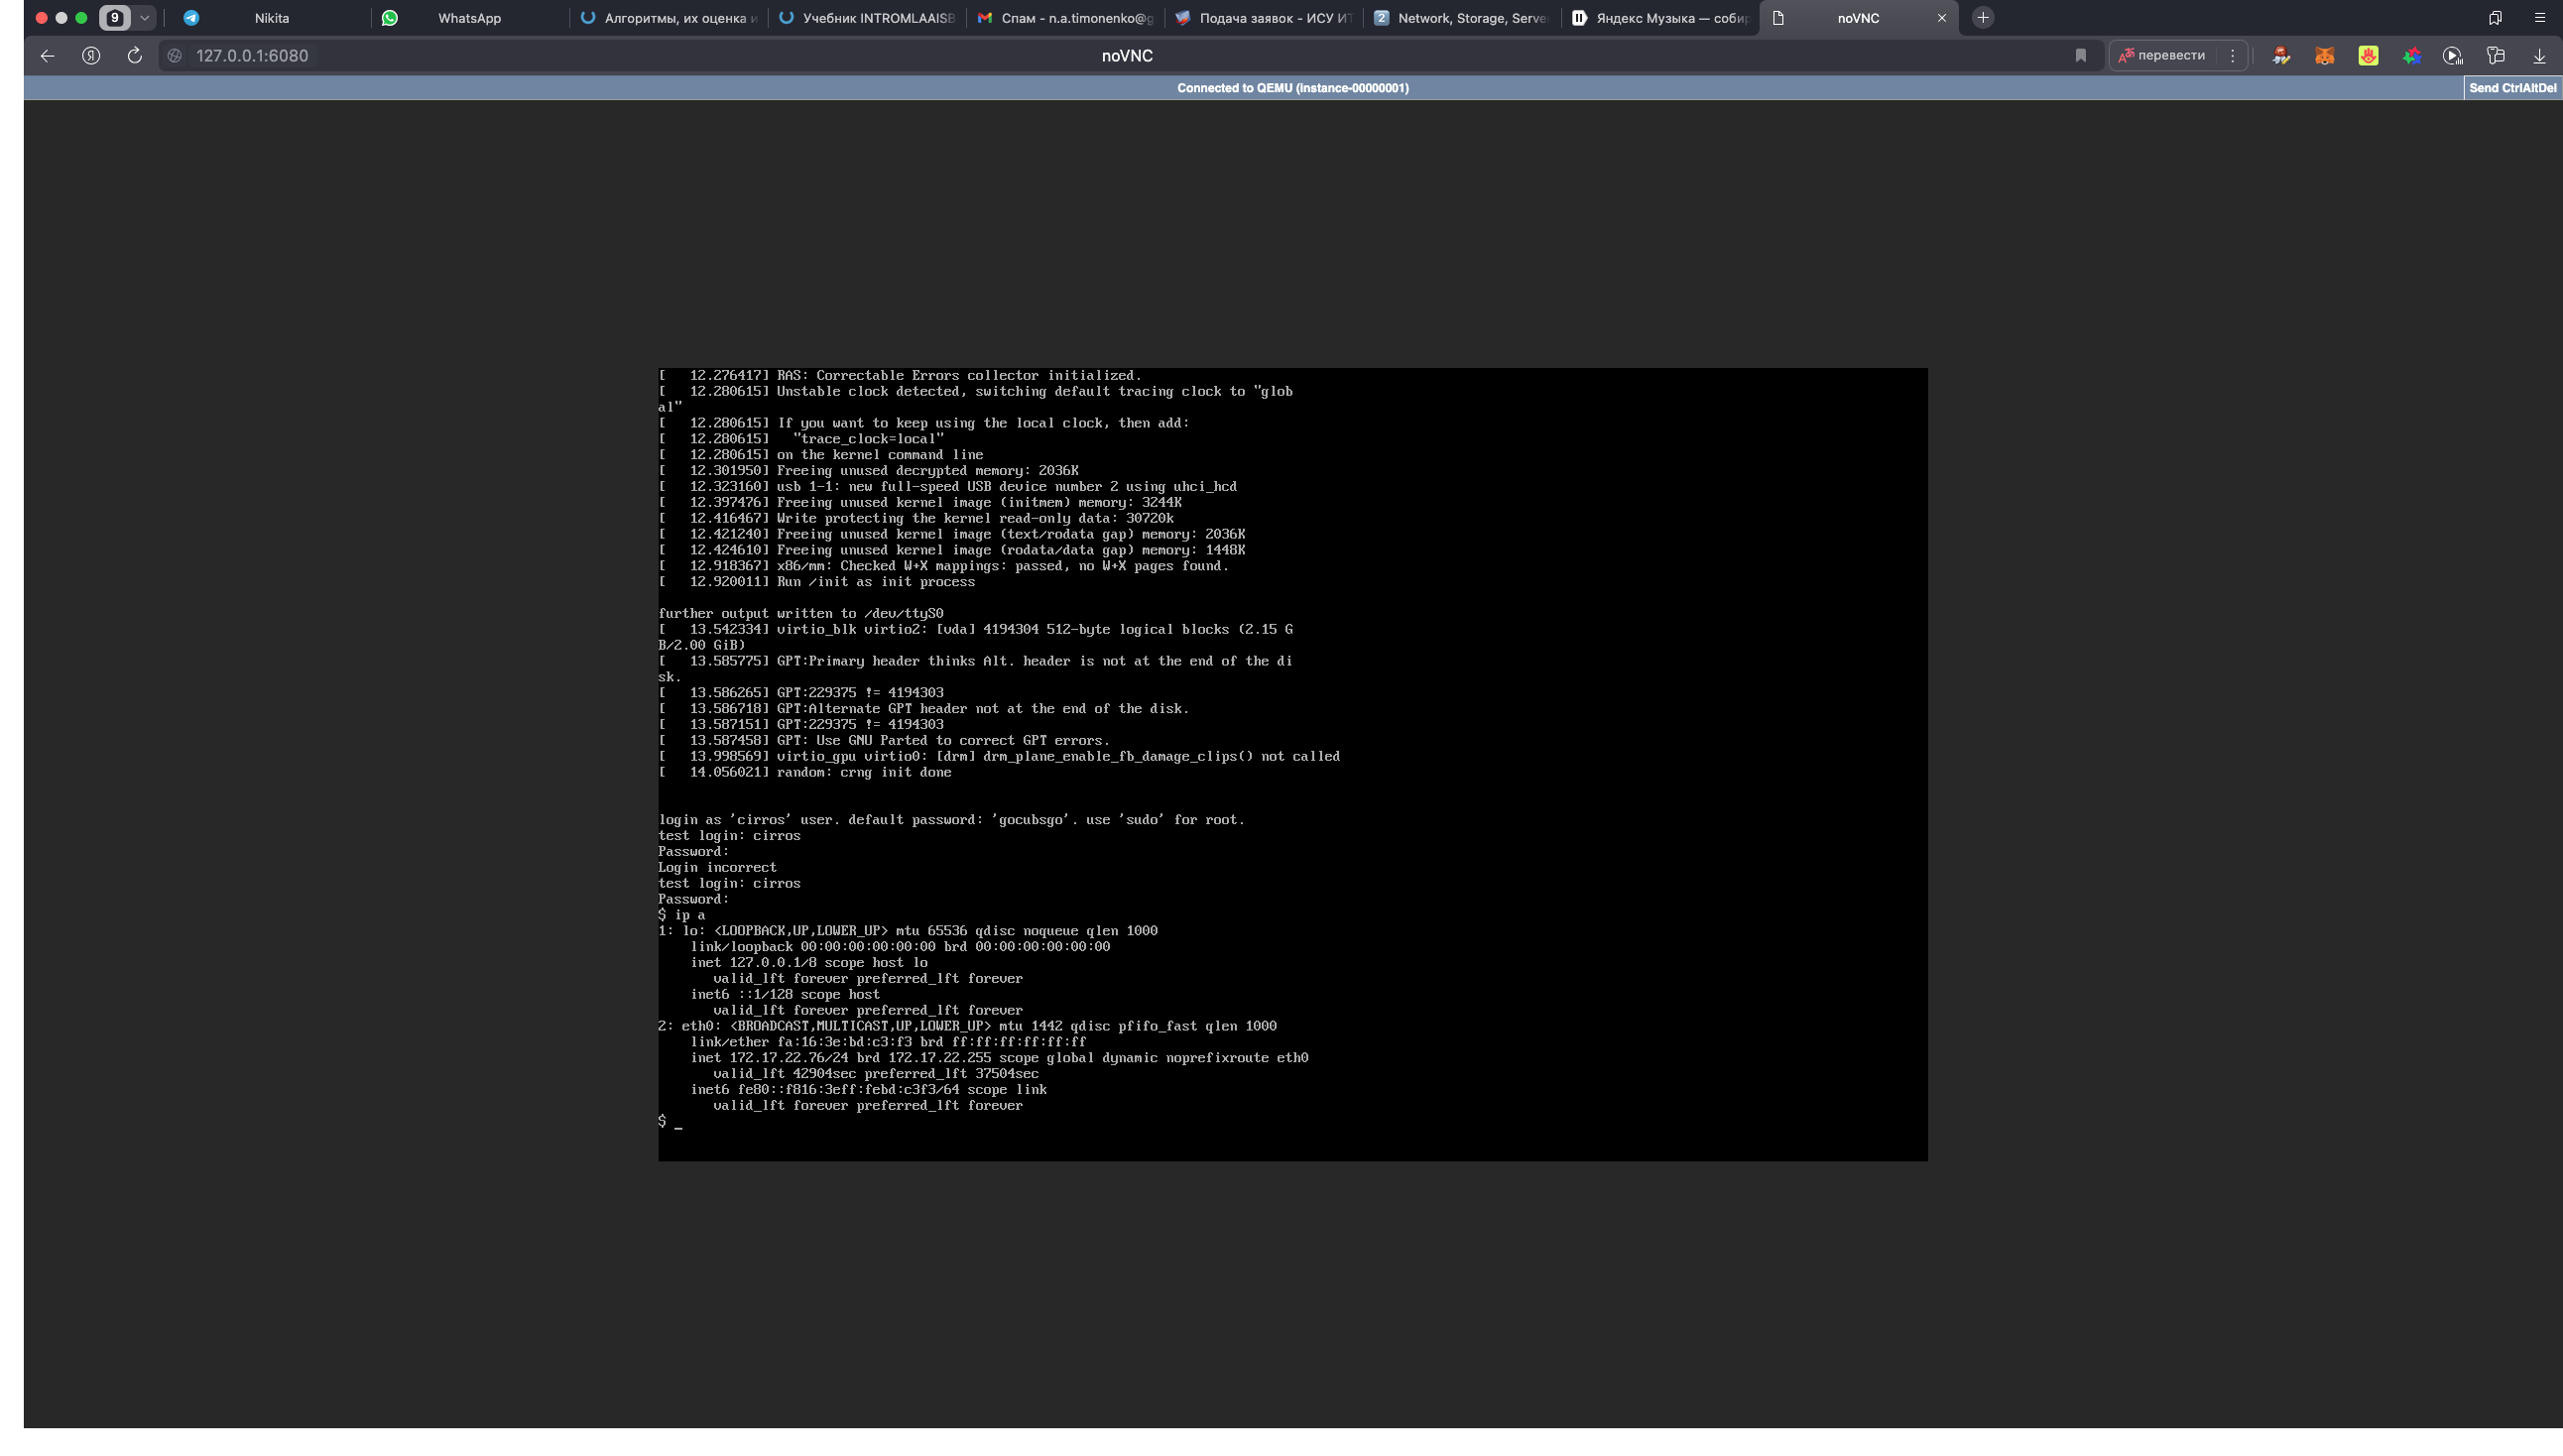 9 Nikita WhatsApp Алгоритмы, их оценка и Учебник INTROMLAAISB Спам - n.a.timonenko@g Подача заявок - ИСУ ИТ 2 Network, Storage, Serve Яндекс Музыка — собир noVNC
127.0.0.1:6080 noVNC перевести
Connected to QEMU (instance-00000001) Send CtrlAltDel
[   12.276417] RAS: Correctable Errors collector initialized.
[   12.280615] Unstable clock detected, switching default tracing clock to "glob
al"
[   12.280615] If you want to keep using the local clock, then add:
[   12.280615]   "trace_clock=local"
[   12.280615] on the kernel command line
[   12.301950] Freeing unused decrypted memory: 2036K
[   12.323160] usb 1-1: new full-speed USB device number 2 using uhci_hcd
[   12.397476] Freeing unused kernel image (initmem) memory: 3244K
[   12.416467] Write protecting the kernel read-only data: 30720k
[   12.421240] Freeing unused kernel image (text/rodata gap) memory: 2036K
[   12.424610] Freeing unused kernel image (rodata/data gap) memory: 1448K
[   12.918367] x86/mm: Checked W+X mappings: passed, no W+X pages found.
[   12.920011] Run /init as init process
further output written to /dev/ttyS0
[   13.542334] virtio_blk virtio2: [vda] 4194304 512-byte logical blocks (2.15 G
B/2.00 GiB)
[   13.585775] GPT:Primary header thinks Alt. header is not at the end of the di
sk.
[   13.586265] GPT:229375 != 4194303
[   13.586718] GPT:Alternate GPT header not at the end of the disk.
[   13.587151] GPT:229375 != 4194303
[   13.587458] GPT: Use GNU Parted to correct GPT errors.
[   13.998569] virtio_gpu virtio0: [drm] drm_plane_enable_fb_damage_clips() not called
[   14.056021] random: crng init done
login as 'cirros' user. default password: 'gocubsgo'. use 'sudo' for root.
test login: cirros
Password:
Login incorrect
test login: cirros
Password:
$ ip a
1: lo: <LOOPBACK,UP,LOWER_UP> mtu 65536 qdisc noqueue qlen 1000
    link/loopback 00:00:00:00:00:00 brd 00:00:00:00:00:00
    inet 127.0.0.1/8 scope host lo
       valid_lft forever preferred_lft forever
    inet6 ::1/128 scope host
       valid_lft forever preferred_lft forever
2: eth0: <BROADCAST,MULTICAST,UP,LOWER_UP> mtu 1442 qdisc pfifo_fast qlen 1000
    link/ether fa:16:3e:bd:c3:f3 brd ff:ff:ff:ff:ff:ff
    inet 172.17.22.76/24 brd 172.17.22.255 scope global dynamic noprefixroute eth0
       valid_lft 42904sec preferred_lft 37504sec
    inet6 fe80::f816:3eff:febd:c3f3/64 scope link
       valid_lft forever preferred_lft forever
$ _